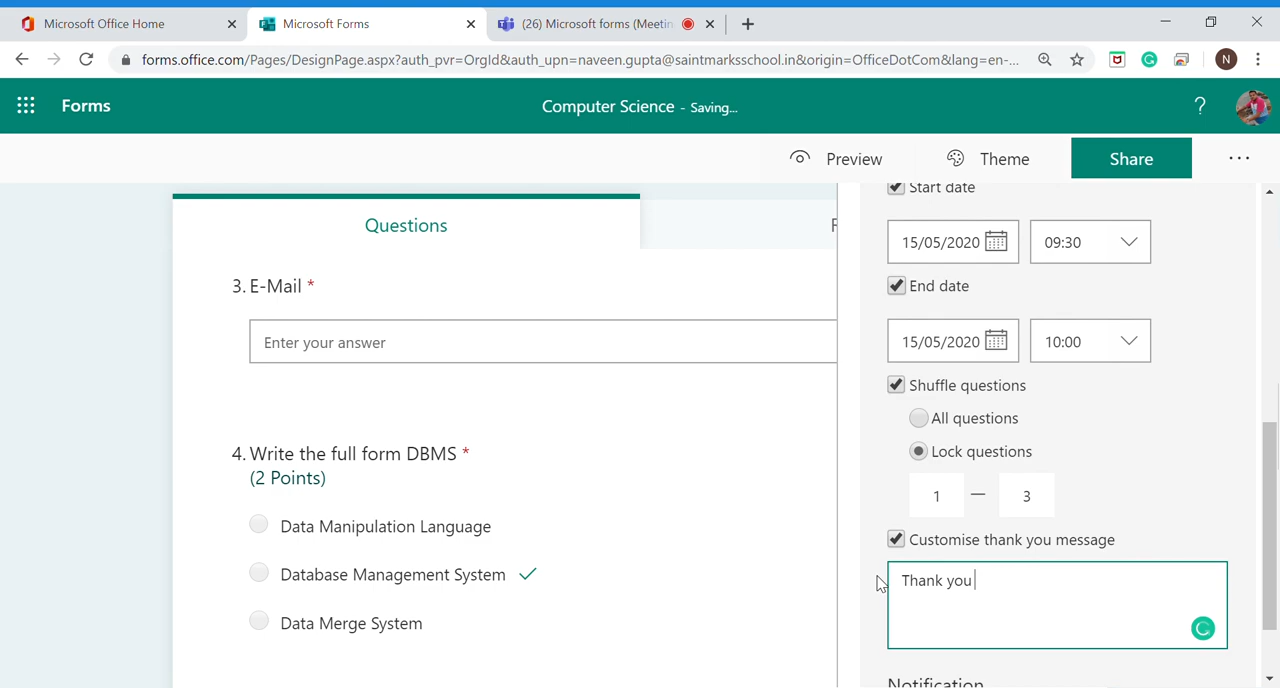 Microsoft Office Home
Microsoft Forms
(26) Microsoft forms (Meetin
forms.office.com/Pages/DesignPage.aspx?auth_pvr=OrgId&auth_upn=naveen.gupta@saintmarksschool.in&origin=OfficeDotCom&lang=en-...
N
Forms
Computer Science - Saving...
?
Preview
Theme
Share
Questions
3. E-Mail *
Enter your answer
4. Write the full form DBMS *
(2 Points)
Data Manipulation Language
Database Management System
Data Merge System
Start date
15/05/2020
09:30
End date
15/05/2020
10:00
Shuffle questions
All questions
Lock questions
1 — 3
Customise thank you message
Thank you
Notification